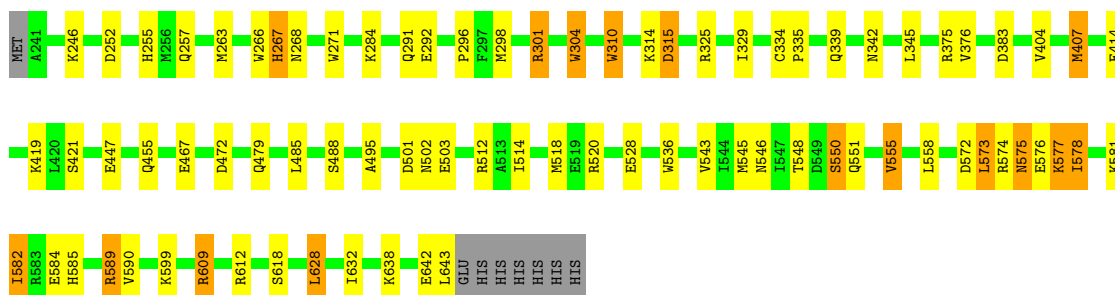 MET A241 K246 D252 H255 M256 Q257 M263 W266 H267 N268 W271 K284 Q291 E292 P296 F297 M298 R301 W304 W310 K314 D315 R325 I329 C334 P335 Q339 N342 L345 R375 V376 D383 V404 M407 E414
K419 L420 S421 E447 Q455 E467 D472 Q479 L485 S488 A495 D501 N502 E503 R512 A513 I514 M518 E519 R520 E528 W536 V543 I544 M545 N546 I547 T548 D549 S550 Q551 V555 L558 D572 L573 R574 N575 E576 K577 I578 K581
I582 R583 E584 H585 R589 V590 K599 R609 R612 S618 L628 I632 K638 E642 L643 GLU HIS HIS HIS HIS HIS HIS